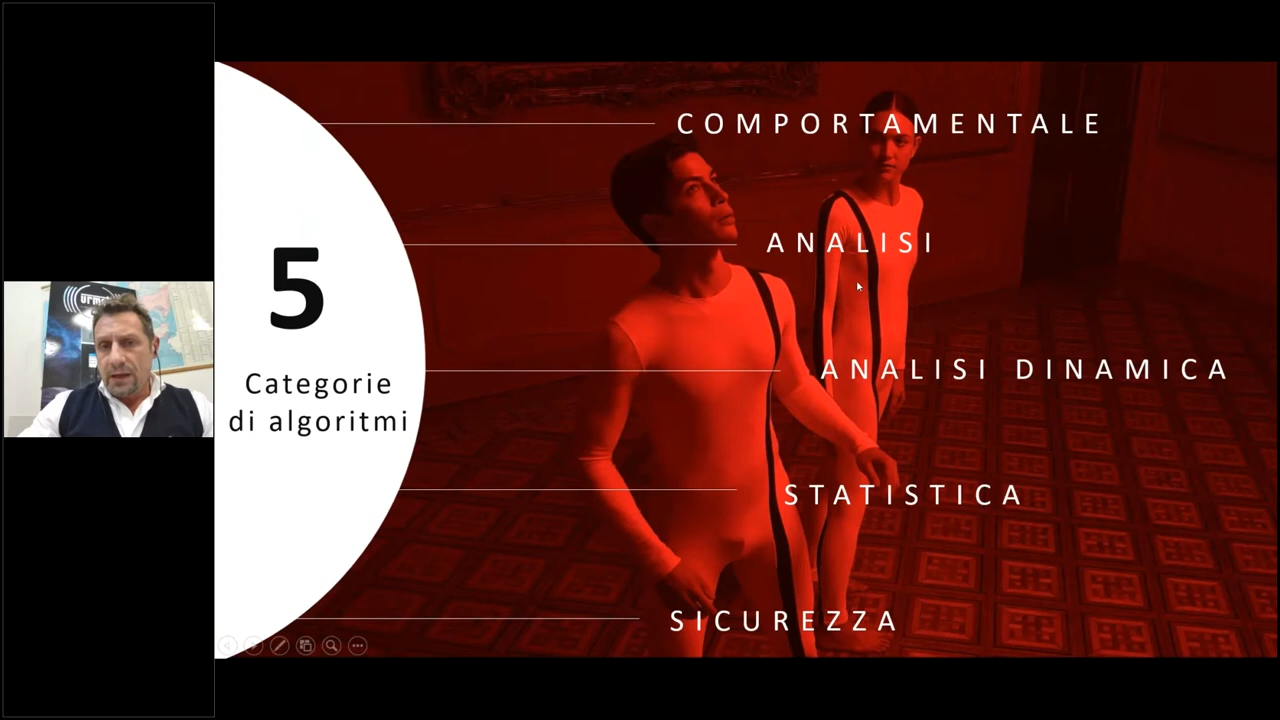 5
Categorie
di algoritmi
COMPORTAMENTALE
ANALISI
ANALISI DINAMICA
STATISTICA
SICUREZZA